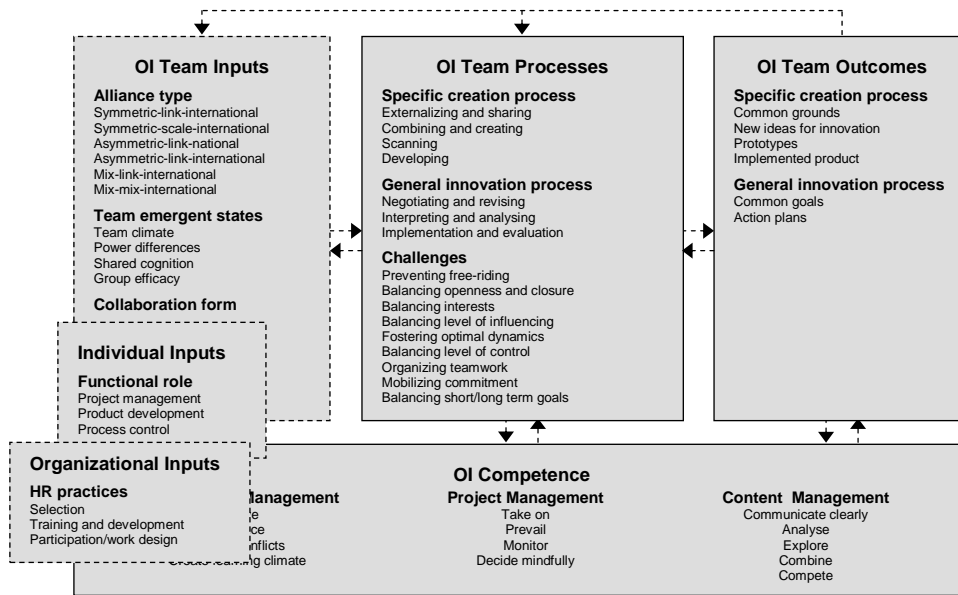 OI Team Inputs
Alliance type
Symmetric-link-international
Symmetric-scale-international
Asymmetric-link-national
Asymmetric-link-international
Mix-link-international
Mix-mix-international
Team emergent states
Team climate
Power differences
Shared cognition
Group efficacy
Collaboration form
Individual Inputs
Functional role
Project management
Product development
Process control
Organizational Inputs
HR practices
Selection
Training and development
Participation/work design
OI Team Processes
Specific creation process
Externalizing and sharing
Combining and creating
Scanning
Developing
General innovation process
Negotiating and revising
Interpreting and analysing
Implementation and evaluation
Challenges
Preventing free-riding
Balancing openness and closure
Balancing interests
Balancing level of influencing
Fostering optimal dynamics
Balancing level of control
Organizing teamwork
Mobilizing commitment
Balancing short/long term goals
OI Team Outcomes
Specific creation process
Common grounds
New ideas for innovation
Prototypes
Implemented product
General innovation process
Common goals
Action plans
OI Competence
Management
climate
Project Management
Take on
Prevail
Monitor
Decide mindfully
Content Management
Communicate clearly
Analyse
Explore
Combine
Compete